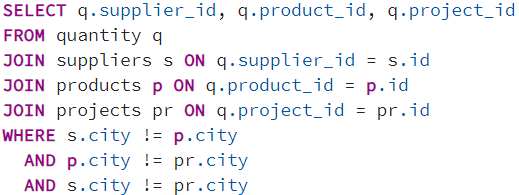 SELECT q.supplier_id, q.product_id, q.project_id
FROM quantity q
JOIN suppliers s ON q.supplier_id = s.id
JOIN products p ON q.product_id = p.id
JOIN projects pr ON q.project_id = pr.id
WHERE s.city != p.city
  AND p.city != pr.city
  AND s.city != pr.city